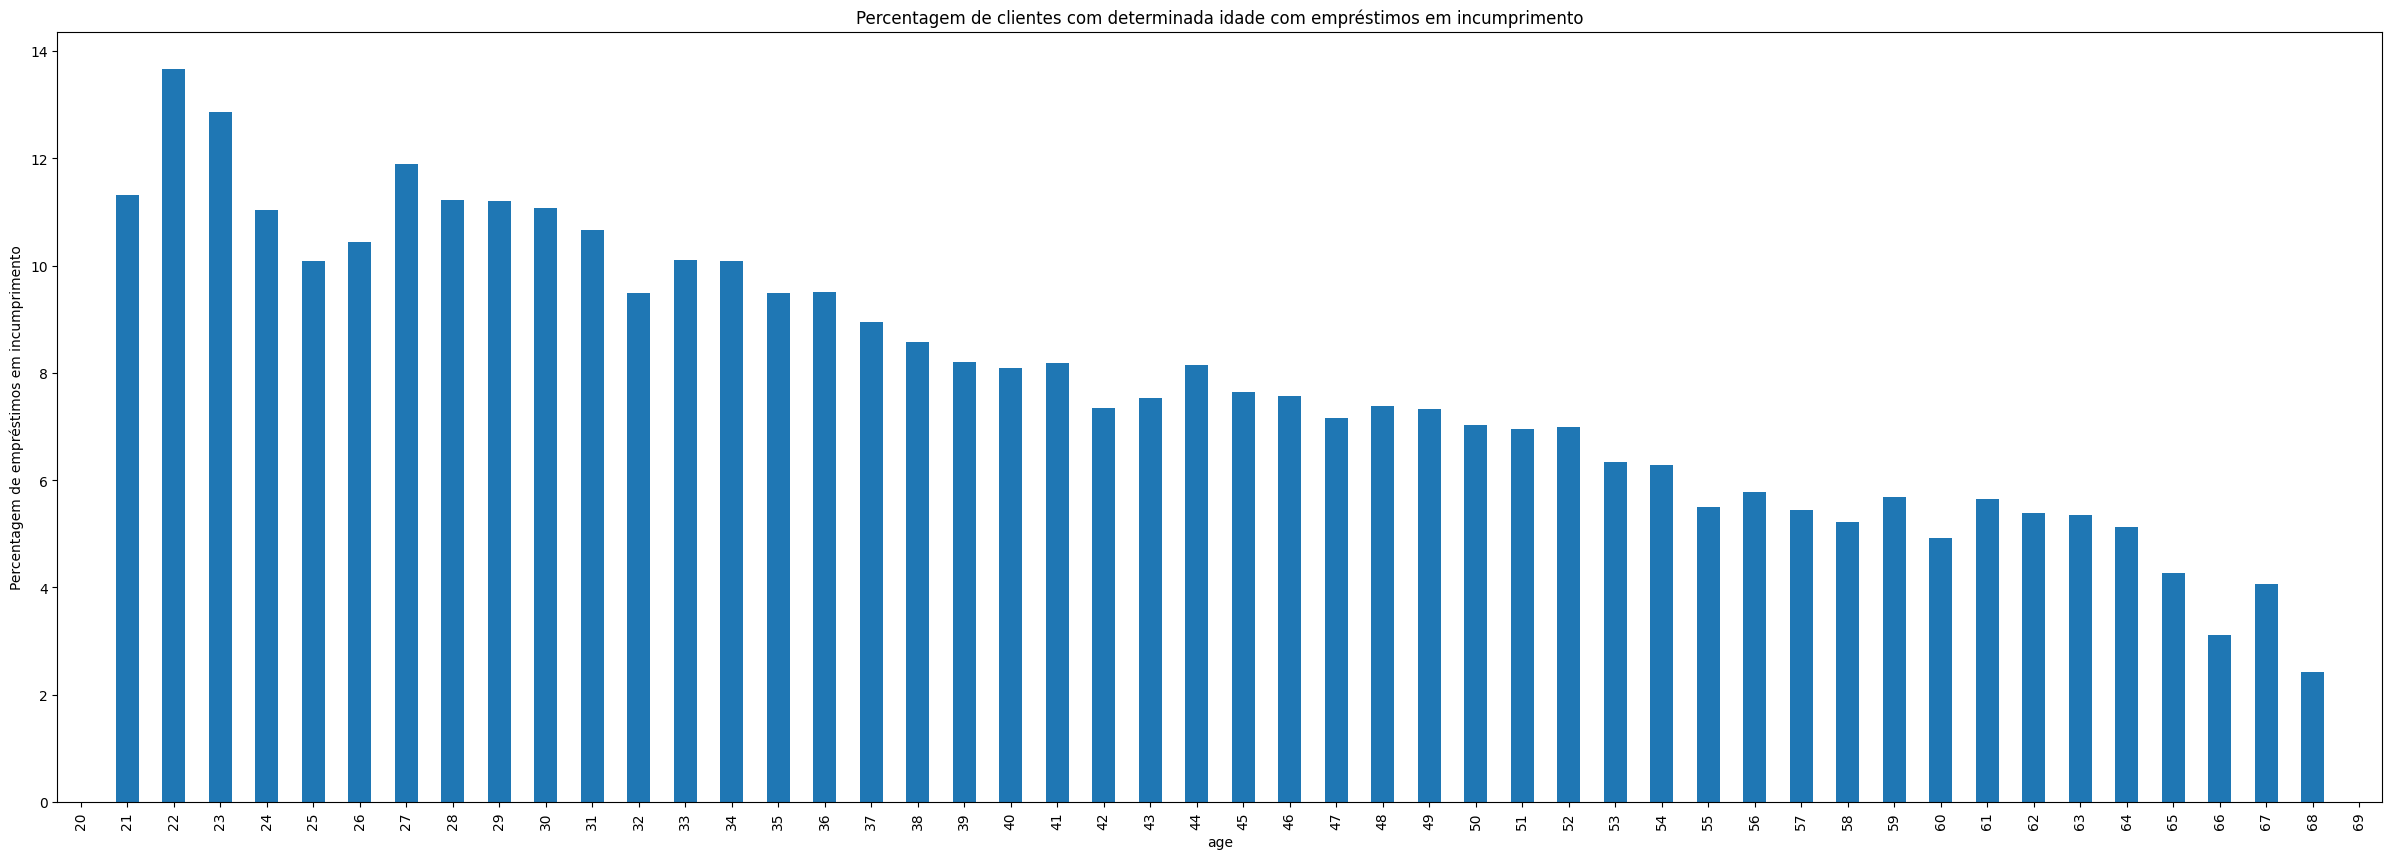 Percentagem de clientes com determinada idade com empréstimos em incumprimento
Percentagem de empréstimos em incumprimento
14
12
10
8
6
4
2
0
20 21 22 23 24 25 26 27 28 29 30 31 32 33 34 35 36 37 38 39 40 41 42 43 44 45 46 47 48 49 50 51 52 53 54 55 56 57 58 59 60 61 62 63 64 65 66 67 68 69
age